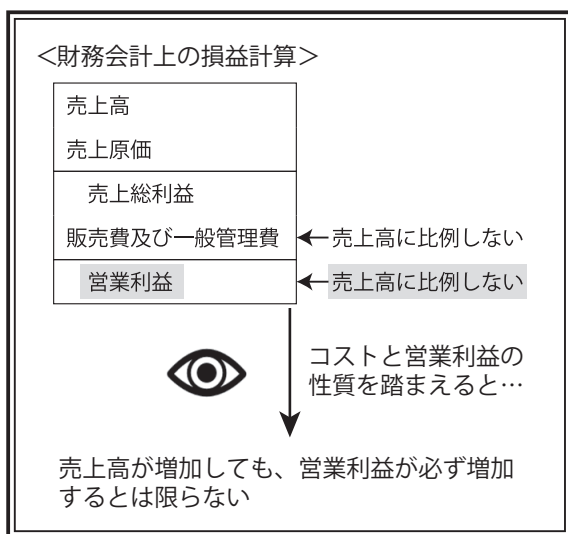 <財務会計上の損益計算>
売上高
売上原価
売上総利益
販売費及び一般管理費 ← 売上高に比例しない
営業利益 ← 売上高に比例しない
コストと営業利益の
性質を踏まえると…
売上高が増加しても、営業利益が必ず増加
するとは限らない